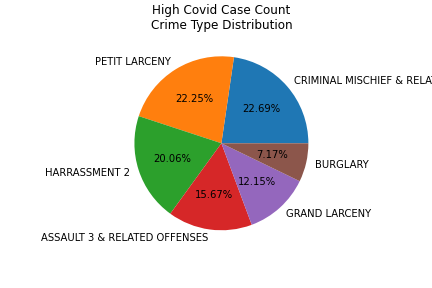 High Covid Case Count
Crime Type Distribution
PETIT LARCENY
CRIMINAL MISCHIEF & RELAT
22.25%
22.69%
HARRASSMENT 2
20.06%
7.17%
BURGLARY
15.67%
12.15%
GRAND LARCENY
ASSAULT 3 & RELATED OFFENSES